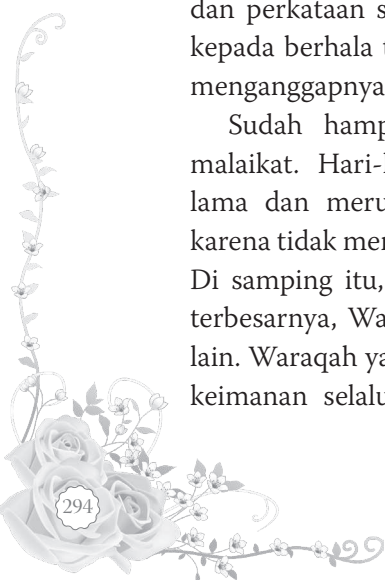 dan perkataan s
kepada berhala t
menganggapnya
Sudah hamp
malaikat. Hari-
lama dan meru
karena tidak mer
Di samping itu,
terbesarnya, Wa
lain. Waraqah ya
keimanan selalu
294